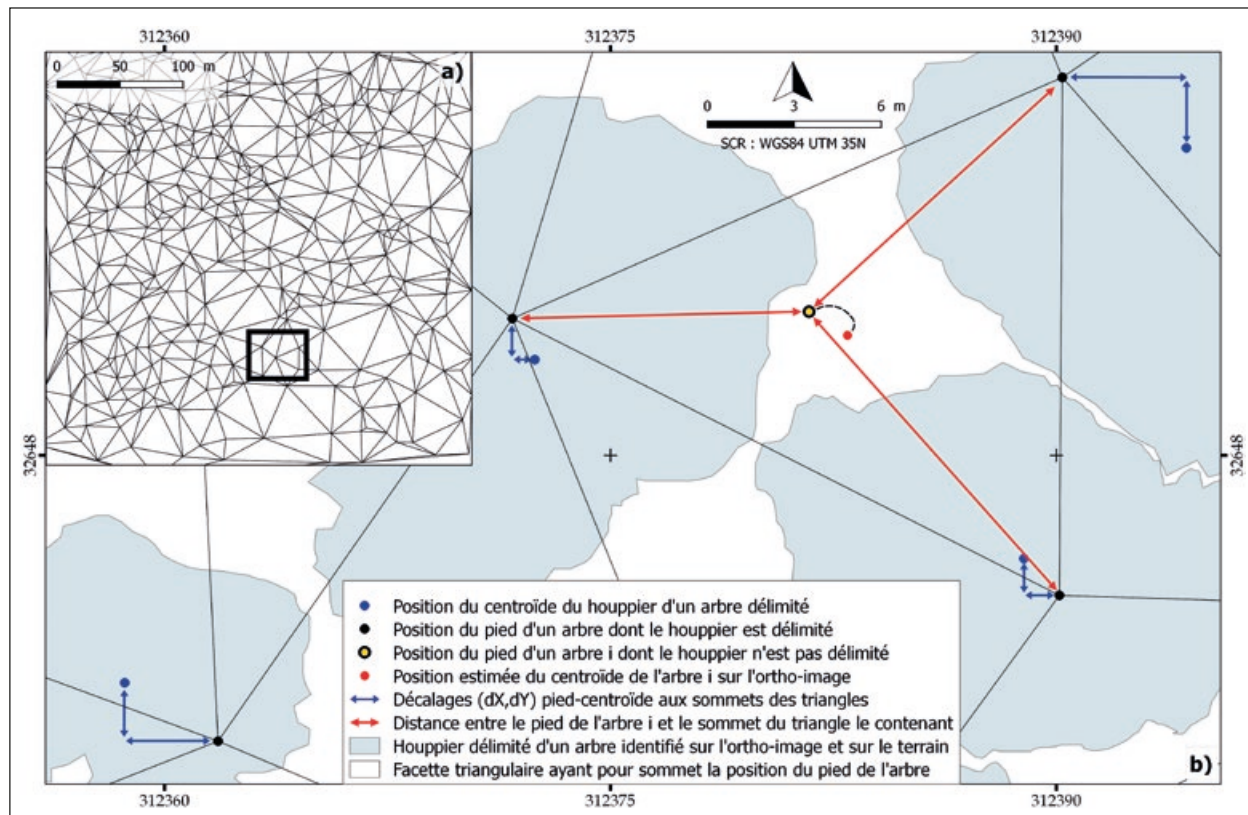 312360 312375 312390
0 50 100 m
a)
0 3 6 m
SCR : WGS84 UTM 35N
32648 32648
Position du centroïde du houppier d'un arbre délimité
Position du pied d'un arbre dont le houppier est délimité
Position du pied d'un arbre i dont le houppier n'est pas délimité
Position estimée du centroïde de l'arbre i sur l'ortho-image
Décalages (dX,dY) pied-centroïde aux sommets des triangles
Distance entre le pied de l'arbre i et le sommet du triangle le contenant
Houppier délimité d'un arbre identifié sur l'ortho-image et sur le terrain
Facette triangulaire ayant pour sommet la position du pied de l'arbre
b)
312360 312375 312390